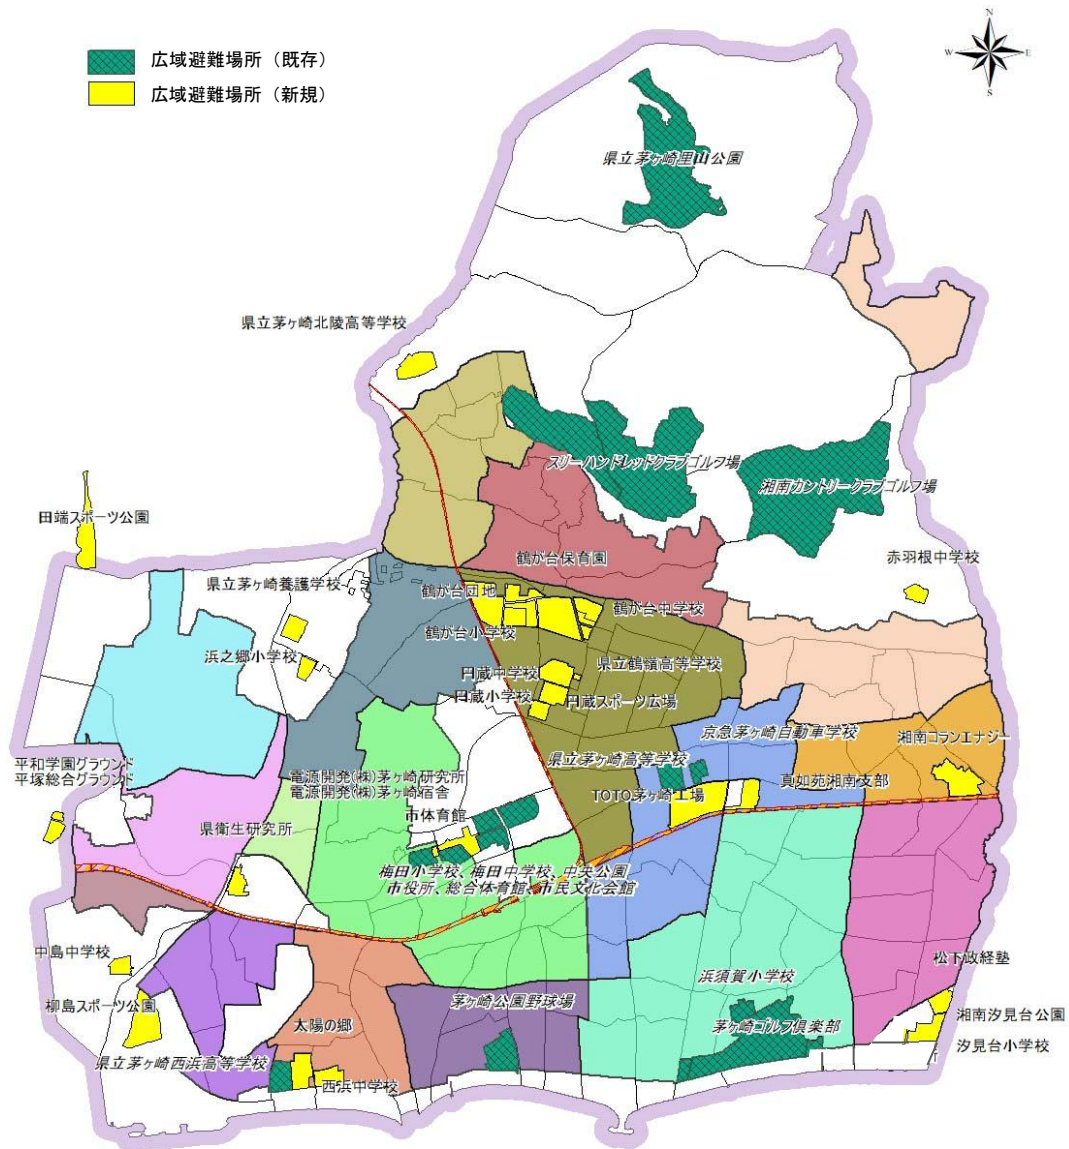 N
W
E
S
広域避難場所（既存）
広域避難場所（新規）
県立茅ヶ崎里山公園
県立茅ヶ崎北陵高等学校
スリーハンドレッドクラブゴルフ場
湘南カントリークラブゴルフ場
田端スポーツ公園
鶴が台保育園
赤羽根中学校
県立茅ヶ崎養護学校
鶴が台団地
鶴が台中学校
鶴が台小学校
浜之郷小学校
円蔵中学校
県立鶴嶺高等学校
円蔵小学校
円蔵スポーツ広場
京急茅ヶ崎自動車学校
湘南コランエナジー
県立茅ヶ崎高等学校
平和学園グラウンド
平塚総合グラウンド
電源開発(株)茅ヶ崎研究所
電源開発(株)茅ヶ崎宿舎
真如苑湘南支部
TOTO茅ヶ崎工場
市体育館
県衛生研究所
梅田小学校、梅田中学校、中央公園
市役所、総合体育館、市民文化会館
中島中学校
松下政経塾
浜須賀小学校
柳島スポーツ公園
茅ヶ崎公園野球場
湘南汐見台公園
太陽の郷
茅ヶ崎ゴルフ倶楽部
汐見台小学校
県立茅ヶ崎西浜高等学校
西浜中学校